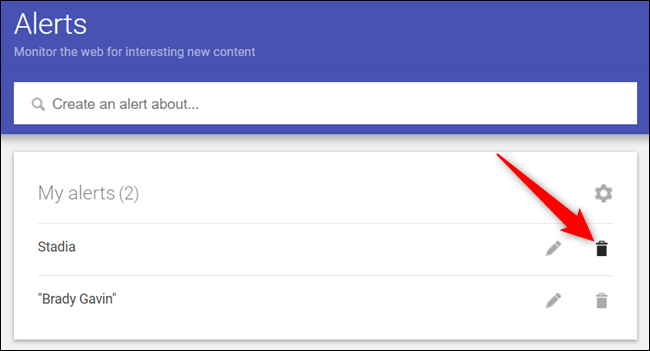 Alerts
Monitor the web for interesting new content
Create an alert about...
My alerts (2)
Stadia
"Brady Gavin"